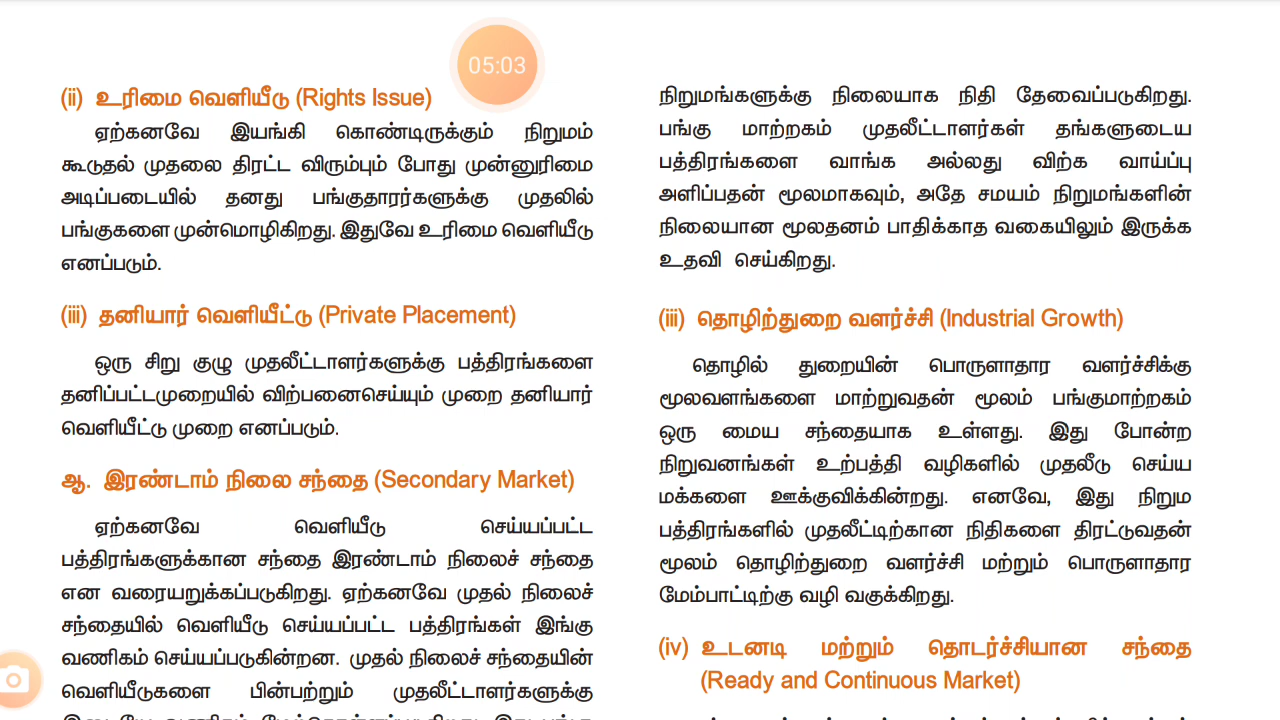 05:03
(ii) உரிமை வெளியீடு (Rights Issue)
ஏற்கனவே இயங்கி கொண்டிருக்கும் நிறுமம்
கூடுதல் முதலை திரட்ட விரும்பும் போது முன்னுரிமை
அடிப்படையில் தனது பங்குதாரர்களுக்கு முதலில்
பங்குகளை முன்மொழிகிறது. இதுவே உரிமை வெளியீடு
எனப்படும்.
(iii) தனியார் வெளியீட்டு (Private Placement)
ஒரு சிறு குழு முதலீட்டாளர்களுக்கு பத்திரங்களை
தனிப்பட்டமுறையில் விற்பனைசெய்யும் முறை தனியார்
வெளியீட்டு முறை எனப்படும்.
ஆ. இரண்டாம் நிலை சந்தை (Secondary Market)
ஏற்கனவே வெளியீடு செய்யப்பட்ட
பத்திரங்களுக்கான சந்தை இரண்டாம் நிலைச் சந்தை
என வரையறுக்கப்படுகிறது. ஏற்கனவே முதல் நிலைச்
சந்தையில் வெளியீடு செய்யப்பட்ட பத்திரங்கள் இங்கு
வணிகம் செய்யப்படுகின்றன. முதல் நிலைச் சந்தையின்
வெளியீடுகளை பின்பற்றும் முதலீட்டாளர்களுக்கு
நிறுமங்களுக்கு நிலையாக நிதி தேவைப்படுகிறது.
பங்கு மாற்றகம் முதலீட்டாளர்கள் தங்களுடைய
பத்திரங்களை வாங்க அல்லது விற்க வாய்ப்பு
அளிப்பதன் மூலமாகவும், அதே சமயம் நிறுமங்களின்
நிலையான மூலதனம் பாதிக்காத வகையிலும் இருக்க
உதவி செய்கிறது.
(iii) தொழிற்துறை வளர்ச்சி (Industrial Growth)
தொழில் துறையின் பொருளாதார வளர்ச்சிக்கு
மூலவளங்களை மாற்றுவதன் மூலம் பங்குமாற்றகம்
ஒரு மைய சந்தையாக உள்ளது. இது போன்ற
நிறுவனங்கள் உற்பத்தி வழிகளில் முதலீடு செய்ய
மக்களை ஊக்குவிக்கின்றது. எனவே, இது நிறும
பத்திரங்களில் முதலீட்டிற்கான நிதிகளை திரட்டுவதன்
மூலம் தொழிற்துறை வளர்ச்சி மற்றும் பொருளாதார
மேம்பாட்டிற்கு வழி வகுக்கிறது.
(iv) உடனடி மற்றும் தொடர்ச்சியான சந்தை
(Ready and Continuous Market)